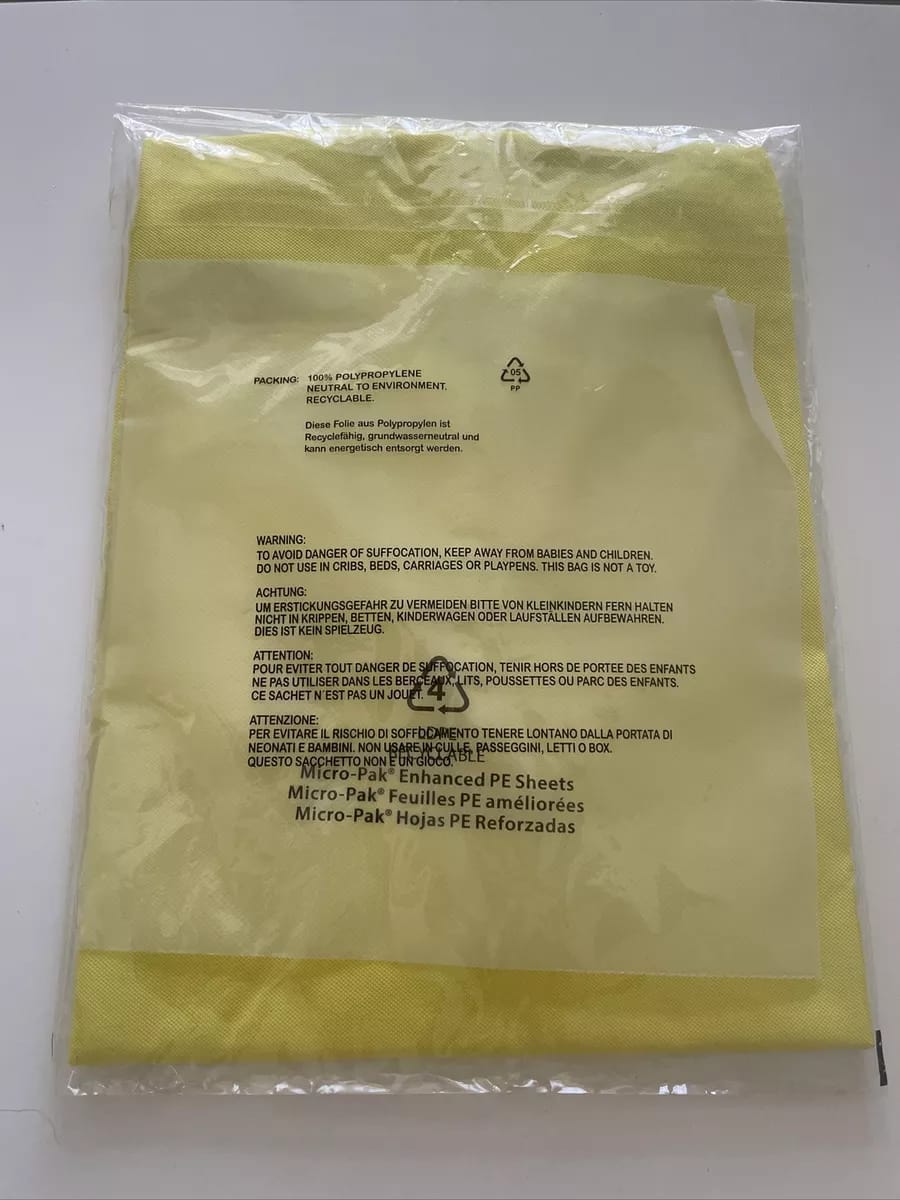 PACKING: 100% POLYPROPYLENE
NEUTRAL TO ENVIRONMENT.
RECYCLABLE.
05
PP
Diese Folie aus Polypropylen ist
Recyclefähig, grundwasserneutral und
kann energetisch entsorgt werden.
WARNING:
TO AVOID DANGER OF SUFFOCATION, KEEP AWAY FROM BABIES AND CHILDREN.
DO NOT USE IN CRIBS, BEDS, CARRIAGES OR PLAYPENS. THIS BAG IS NOT A TOY.
ACHTUNG:
UM ERSTICKUNGSGEFAHR ZU VERMEIDEN BITTE VON KLEINKINDERN FERN HALTEN
NICHT IN KRIPPEN, BETTEN, KINDERWAGEN ODER LAUFSTÄLLEN AUFBEWAHREN.
DIES IST KEIN SPIELZEUG.
ATTENTION:
POUR EVITER TOUT DANGER DE SUFFOCATION, TENIR HORS DE PORTEE DES ENFANTS
NE PAS UTILISER DANS LES BERCEAUX, LITS, POUSSETTES OU PARC DES ENFANTS.
CE SACHET N´EST PAS UN JOUET.
4
ATTENZIONE:
PER EVITARE IL RISCHIO DI SOFFOCAMENTO TENERE LONTANO DALLA PORTATA DI
NEONATI E BAMBINI. NON USARE IN CULLE, PASSEGGINI, LETTI O BOX.
QUESTO SACCHETTO NON È UN GIOCO.
LDPE
RECYCLABLE
Micro-Pak® Enhanced PE Sheets
Micro-Pak® Feuilles PE améliorées
Micro-Pak® Hojas PE Reforzadas